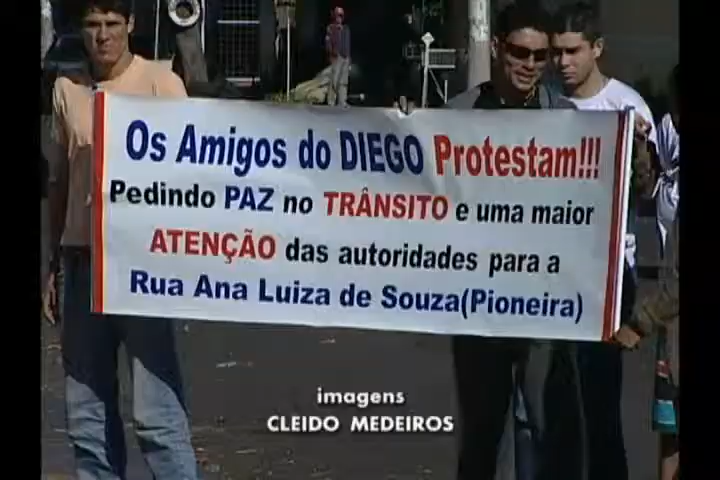 Os Amigos do DIEGO Protestam!!!
Pedindo PAZ no TRÂNSITO e uma maior
ATENÇÃO das autoridades para a
Rua Ana Luiza de Souza(Pioneira)
imagens
CLEIDO MEDEIROS